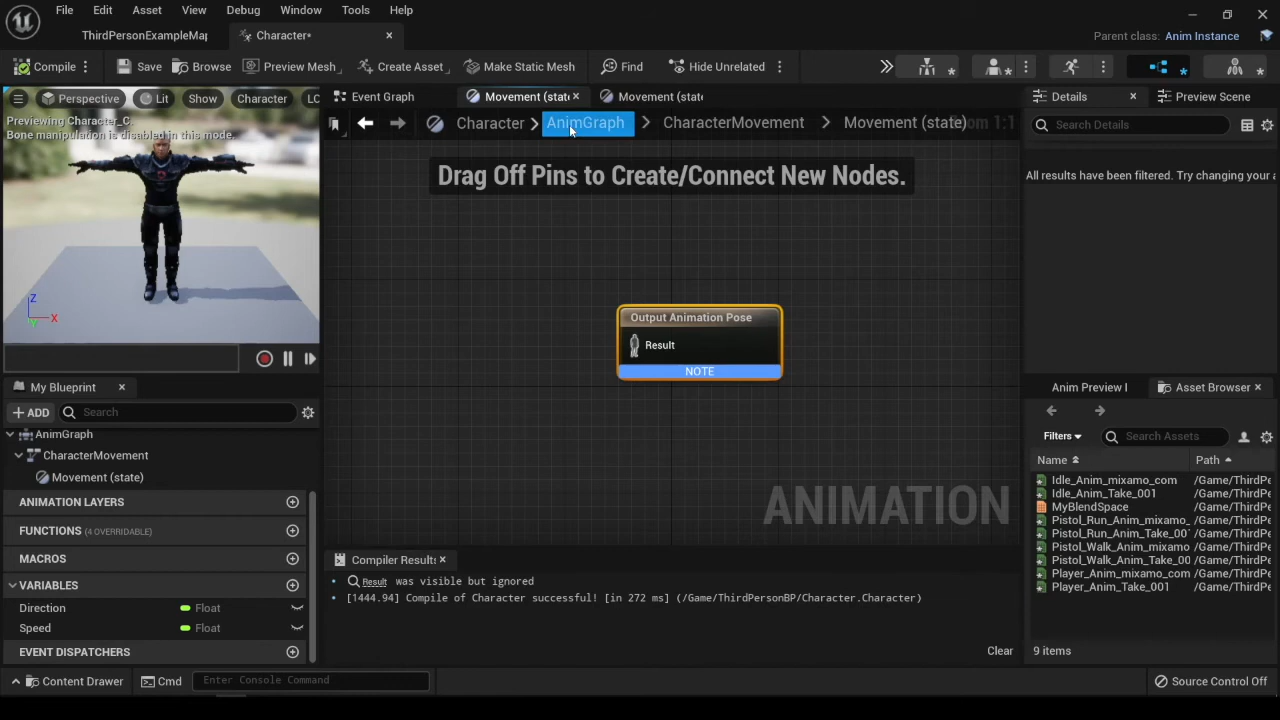 File Edit Asset View Debug Window Tools Help
ThirdPersonExampleMap Character•
Parent class: Anim Instance
Compile Save Browse Preview Mesh Create Asset Make Static Mesh Find Hide Unrelated
Perspective Lit Show Character LO
Previewing Character_C
Bone manipulation is disabled in this mode.
Z
X
Y
Event Graph Movement (state Movement (state
Character > AnimGraph > CharacterMovement > Movement (state) om 1:1
Drag Off Pins to Create/Connect New Nodes.
Output Animation Pose
Result
NOTE
ANIMATION
Details Preview Scene
Search Details
All results have been filtered. Try changing your a
My Blueprint
+ ADD Search
AnimGraph
CharacterMovement
Movement (state)
ANIMATION LAYERS
FUNCTIONS (4 OVERRIDABLE)
MACROS
VARIABLES
Direction Float
Speed Float
EVENT DISPATCHERS
Compiler Results
• Result was visible but ignored
• [1444.94] Compile of Character successful! [in 272 ms] (/Game/ThirdPersonBP/Character.Character)
Clear
Anim Preview I Asset Browser
Filters Search Assets
Name Path
Idle_Anim_mixamo_com /Game/ThirdPe
Idle_Anim_Take_001 /Game/ThirdPe
MyBlendSpace /Game/ThirdPe
Pistol_Run_Anim_mixamo_ /Game/ThirdPe
Pistol_Run_Anim_Take_00 /Game/ThirdPe
Pistol_Walk_Anim_mixamo /Game/ThirdPe
Pistol_Walk_Anim_Take_00 /Game/ThirdPe
Player_Anim_mixamo_com /Game/ThirdPe
Player_Anim_Take_001 /Game/ThirdPe
9 items
Content Drawer Cmd Enter Console Command Source Control Off